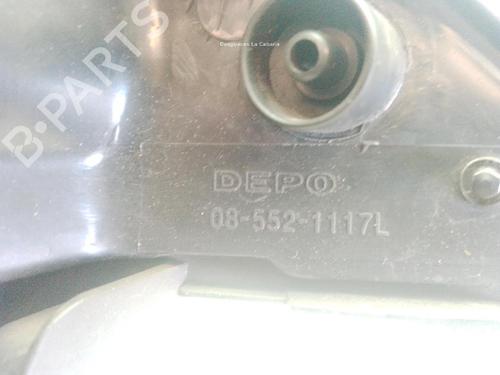 Desguaces La Cabaña
B-PARTS
DEPO
08-552-1117L